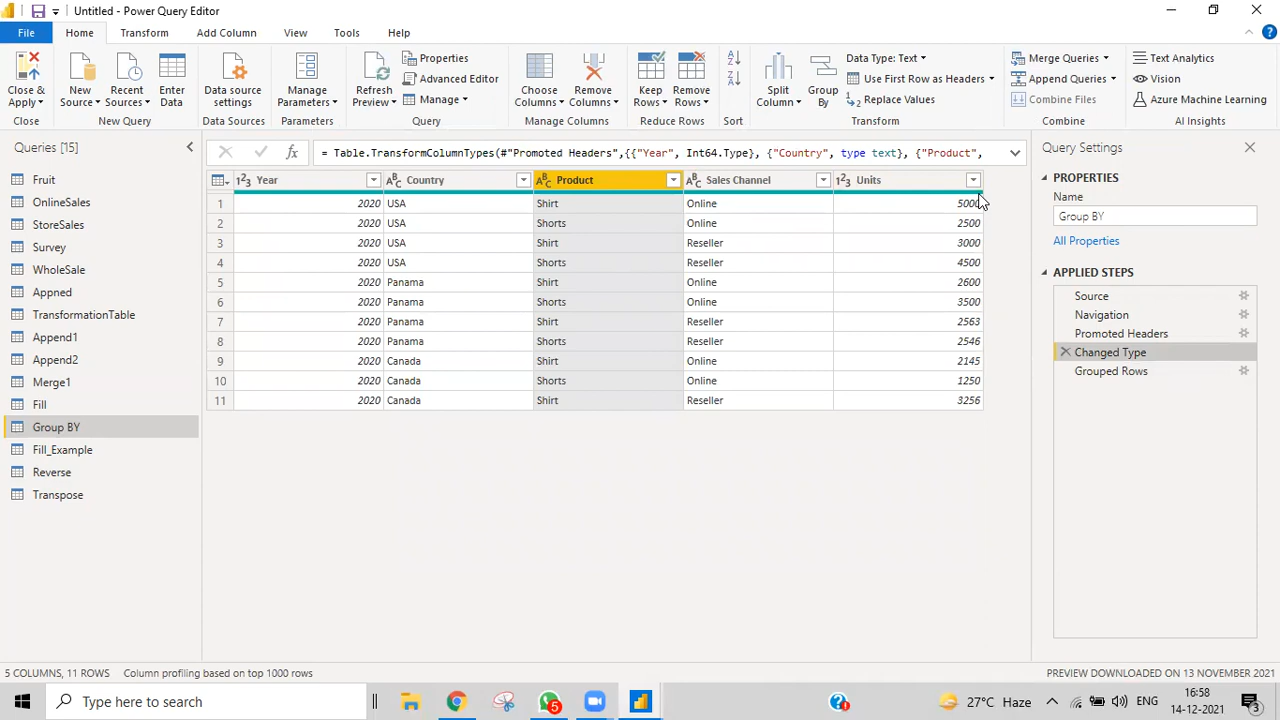 Untitled - Power Query Editor
File Home Transform Add Column View Tools Help
Close & Apply
New Source
Recent Sources
Enter Data
Data source settings
Manage Parameters
Refresh Preview
Properties
Advanced Editor
Manage
Choose Columns
Remove Columns
Keep Rows
Remove Rows
Split Column
Group By
Data Type: Text
Use First Row as Headers
Replace Values
Merge Queries
Append Queries
Combine Files
Text Analytics
Vision
Azure Machine Learning
Close New Query Data Sources Parameters Query Manage Columns Reduce Rows Sort Transform Combine AI Insights
Queries [15]
Fruit
OnlineSales
StoreSales
Survey
WholeSale
Appned
TransformationTable
Append1
Append2
Merge1
Fill
Group BY
Fill_Example
Reverse
Transpose
fx = Table.TransformColumnTypes(#"Promoted Headers",{{"Year", Int64.Type}, {"Country", type text}, {"Product",
123 Year ABC Country ABC Product ABC Sales Channel 123 Units
1 2020 USA Shirt Online 5000
2 2020 USA Shorts Online 2500
3 2020 USA Shirt Reseller 3000
4 2020 USA Shorts Reseller 4500
5 2020 Panama Shirt Online 2600
6 2020 Panama Shorts Online 3500
7 2020 Panama Shirt Reseller 2563
8 2020 Panama Shorts Reseller 2546
9 2020 Canada Shirt Online 2145
10 2020 Canada Shorts Online 1250
11 2020 Canada Shirt Reseller 3256
Query Settings
PROPERTIES
Name
Group BY
All Properties
APPLIED STEPS
Source
Navigation
Promoted Headers
Changed Type
Grouped Rows
5 COLUMNS, 11 ROWS Column profiling based on top 1000 rows PREVIEW DOWNLOADED ON 13 NOVEMBER 2021
Type here to search 5 27°C Haze ENG 16:58
14-12-2021 3